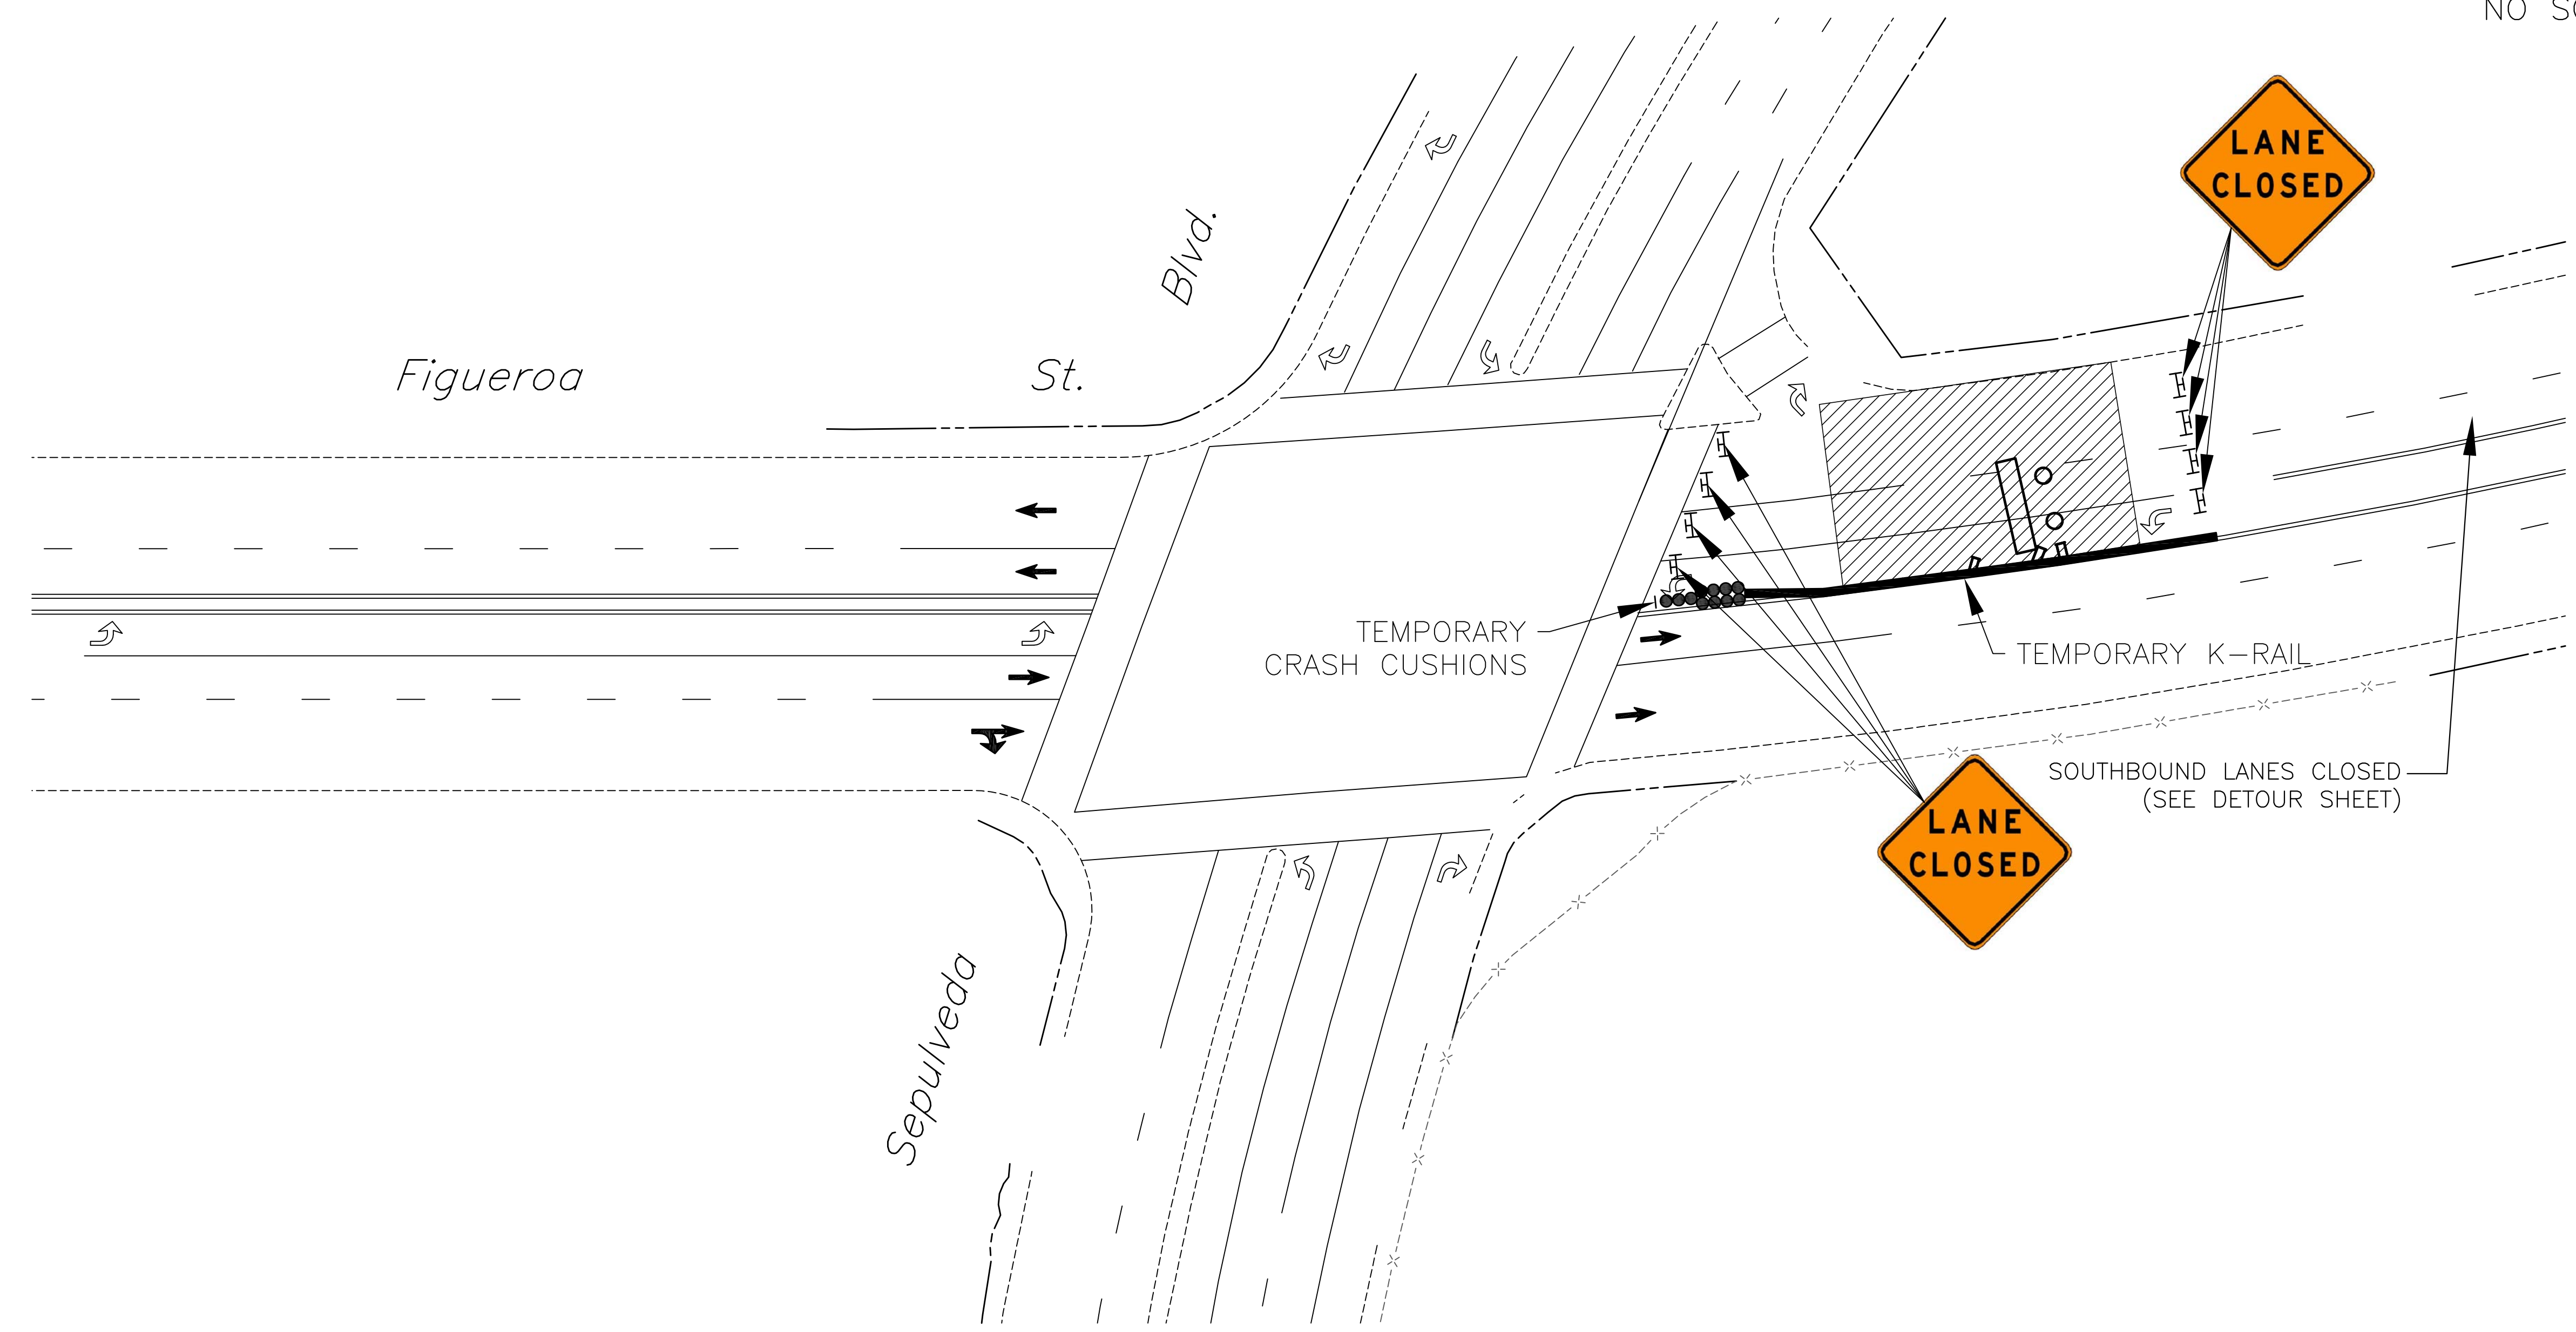 NO
LANE
CLOSED
Blvd.
Figueroa
St.
TEMPORARY
CRASH CUSHIONS
TEMPORARY K-RAIL
SOUTHBOUND LANES CLOSED
(SEE DETOUR SHEET)
LANE
CLOSED
Sepulveda